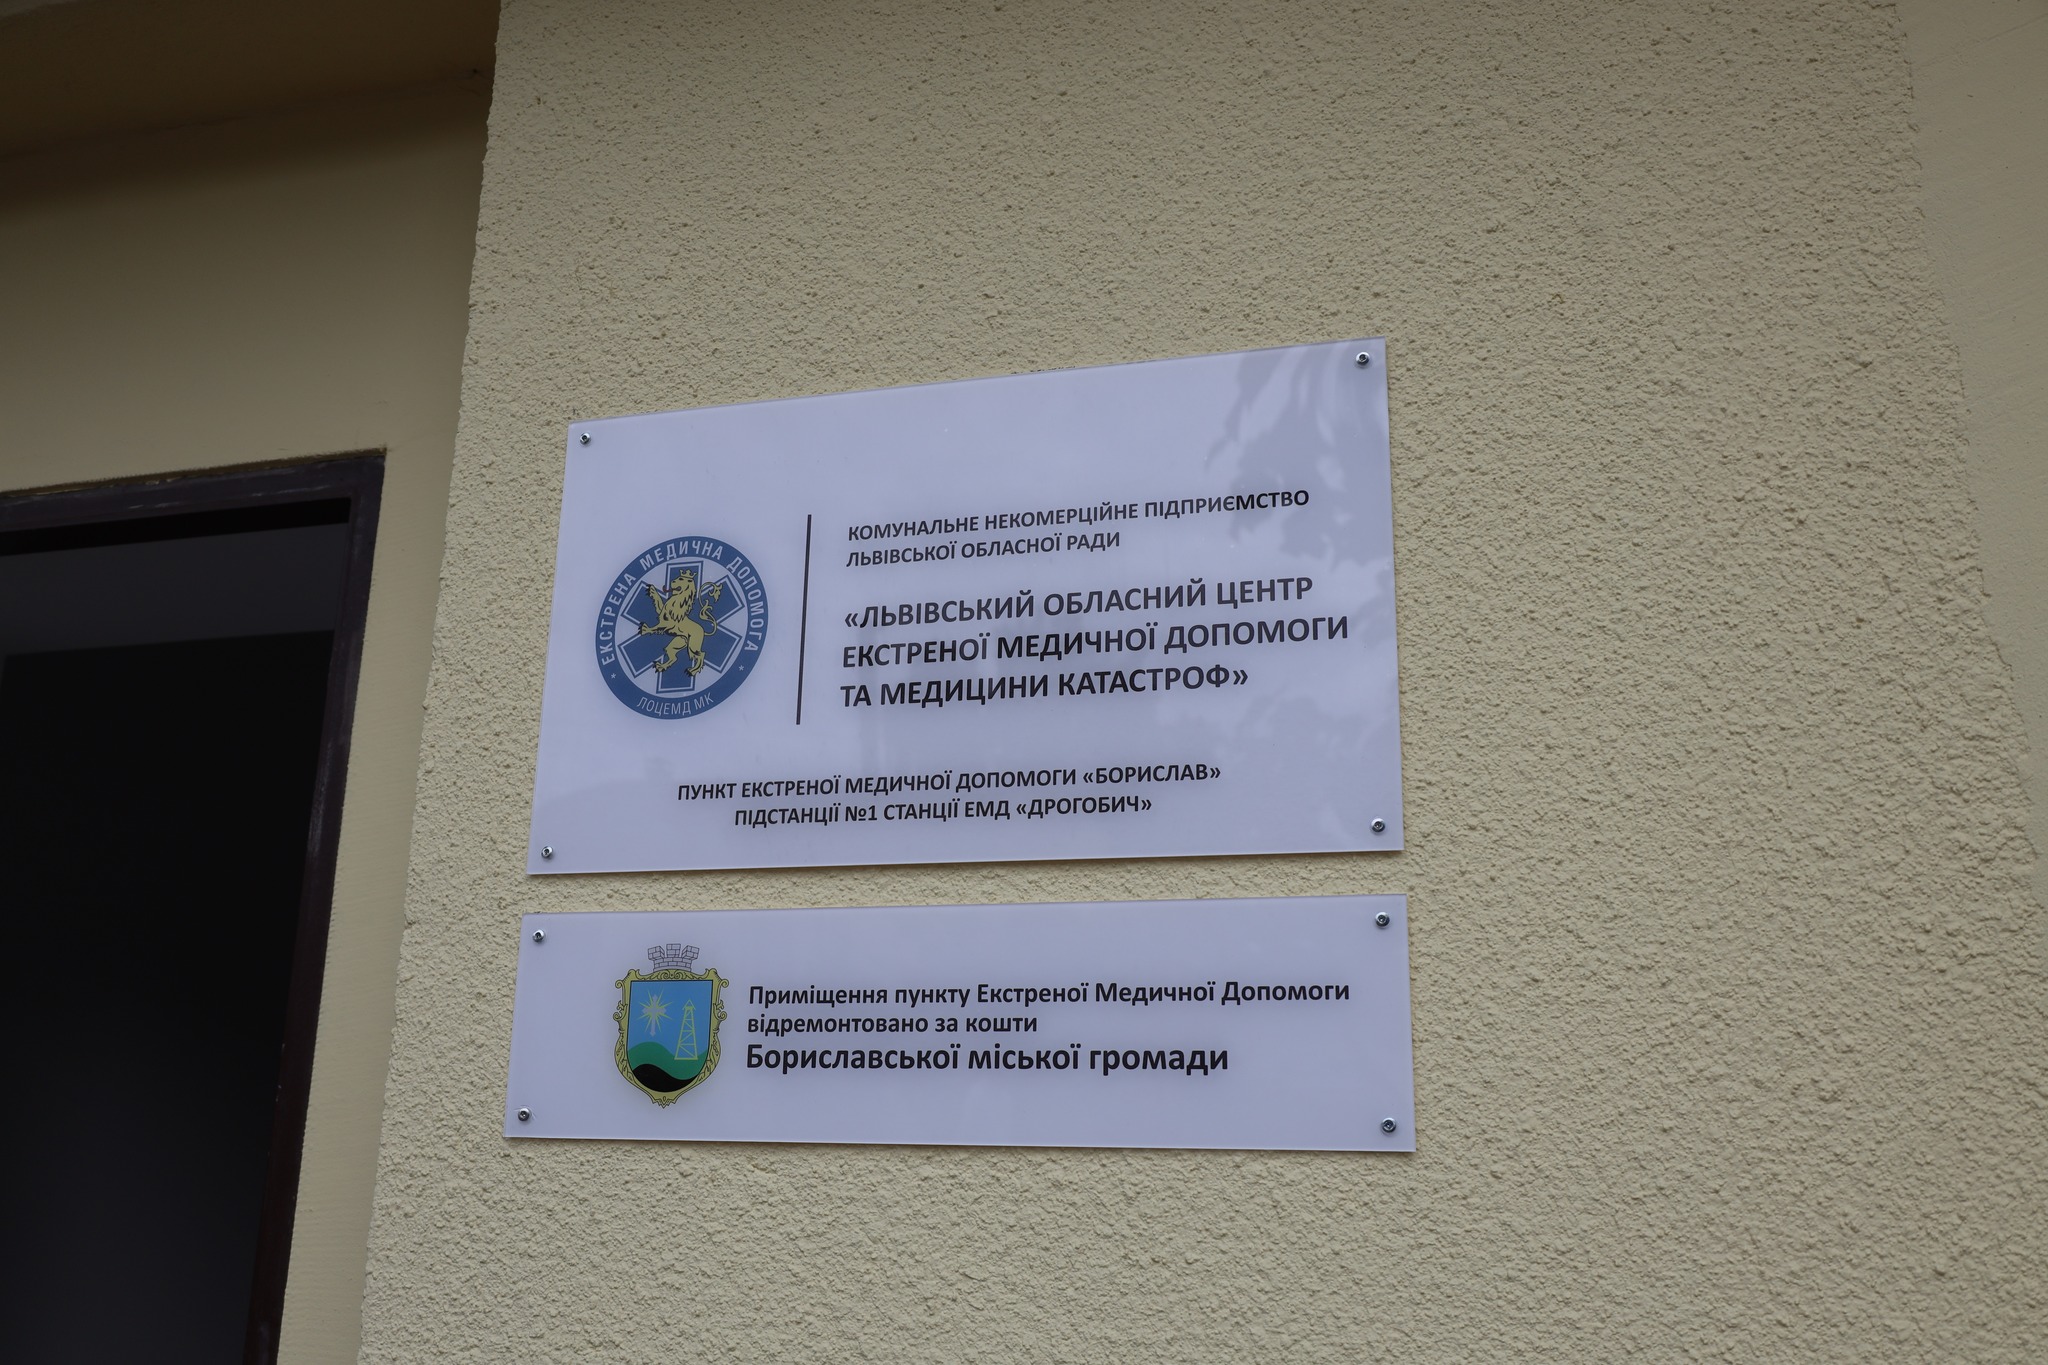 ЕКСТРЕНА МЕДИЧНА ДОПОМОГА
ЛОЦЕМД МК
КОМУНАЛЬНЕ НЕКОМЕРЦІЙНЕ ПІДПРИЄМСТВО
ЛЬВІВСЬКОЇ ОБЛАСНОЇ РАДИ
«ЛЬВІВСЬКИЙ ОБЛАСНИЙ ЦЕНТР
ЕКСТРЕНОЇ МЕДИЧНОЇ ДОПОМОГИ
ТА МЕДИЦИНИ КАТАСТРОФ»
ПУНКТ ЕКСТРЕНОЇ МЕДИЧНОЇ ДОПОМОГИ «БОРИСЛАВ»
ПІДСТАНЦІЇ №1 СТАНЦІЇ ЕМД «ДРОГОБИЧ»
Приміщення пункту Екстреної Медичної Допомоги
відремонтовано за кошти
Бориславської міської громади